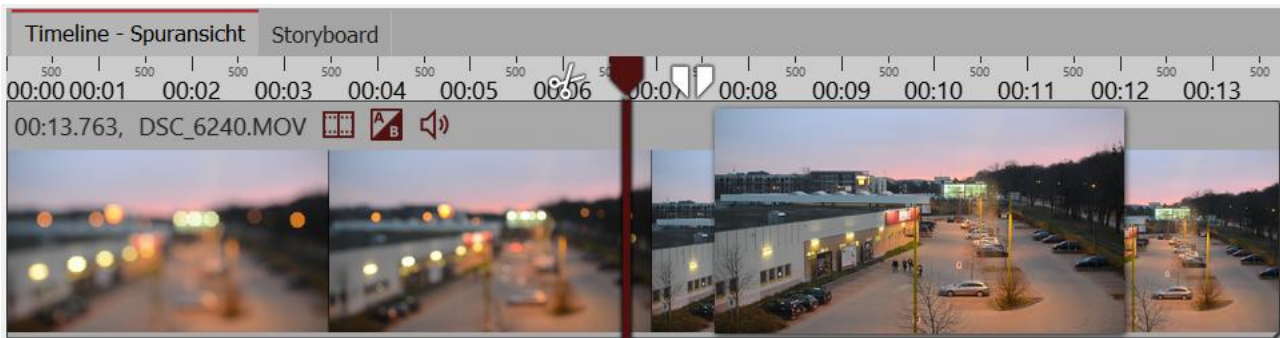 Timeline - Spuransicht Storyboard
500 500 500 500 500 500 500 500 500 500 500 500
00:00 00:01 00:02 00:03 00:04 00:05 00:06 00:07 00:08 00:09 00:10 00:11 00:12 00:13
00:13.763, DSC_6240.MOV A B